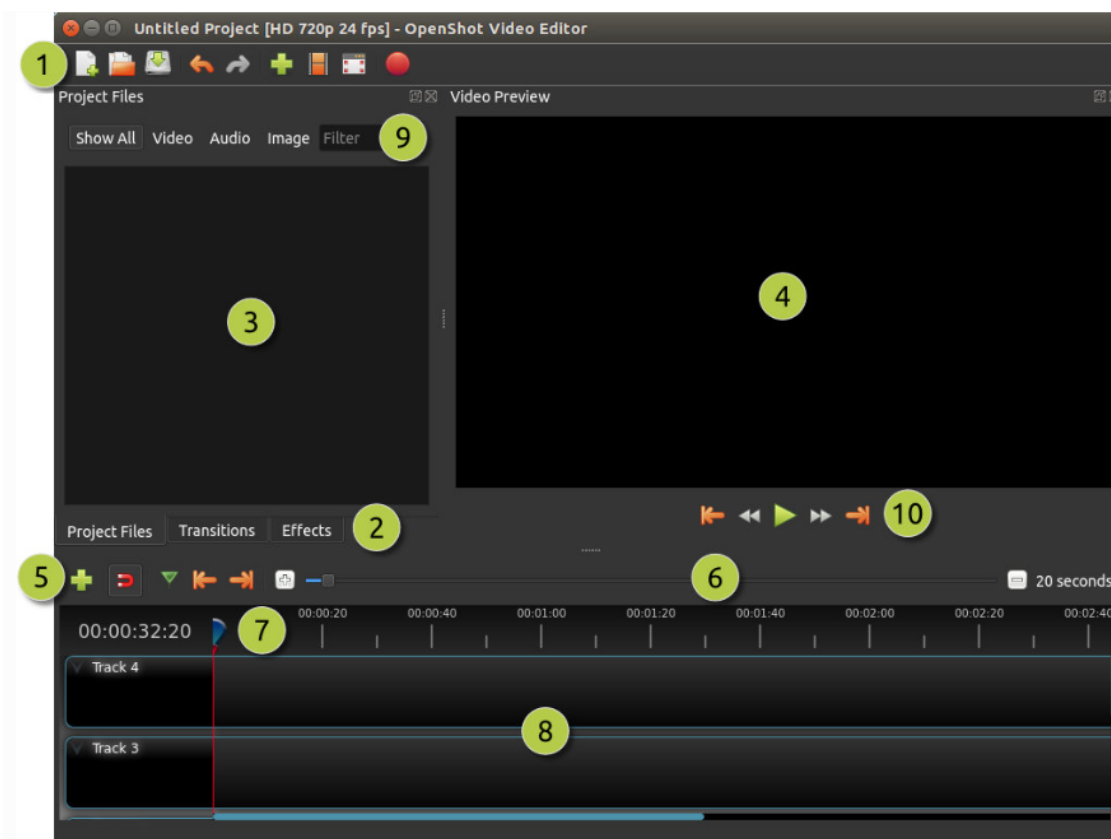 Untitled Project [HD 720p 24 fps] - OpenShot Video Editor
1
Project Files
Video Preview
Show All Video Audio Image Filter 9
3
4
Project Files Transitions Effects 2
10
5
6
20 seconds
00:00:32:20
7
00:00:20 00:00:40 00:01:00 00:01:20 00:01:40 00:02:00 00:02:20 00:02:40
Track 4
8
Track 3